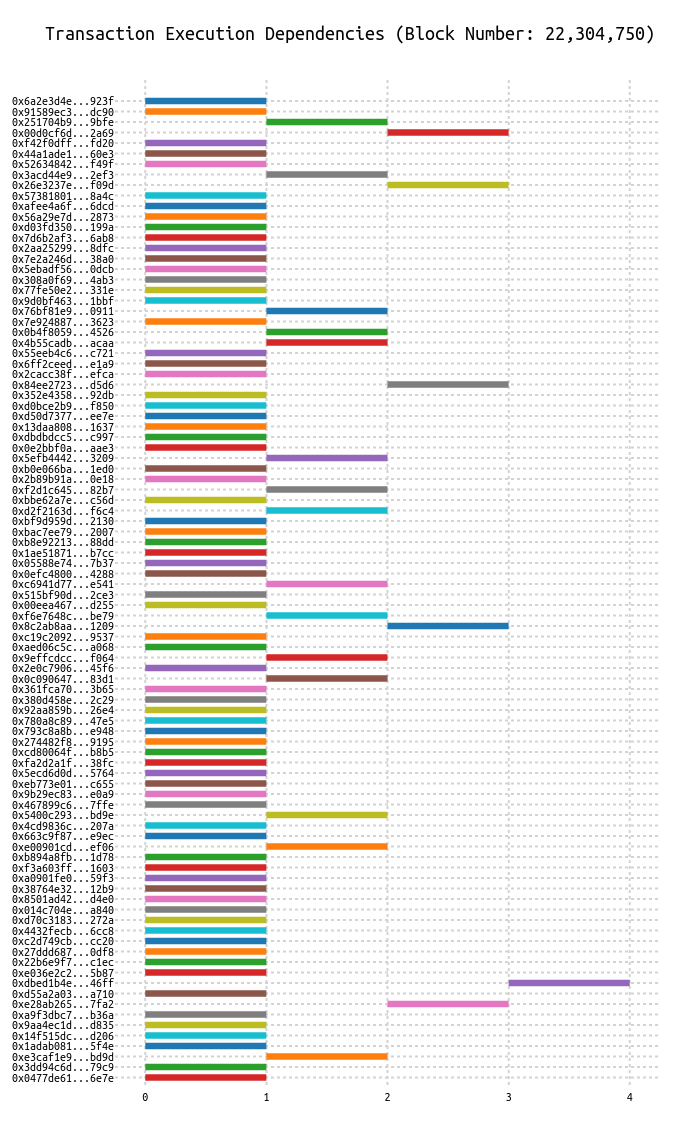 Transaction Execution Dependencies (Block Number: 22,304,750)
0x6a2e3d4e...923f
0x91589ec3...dc90
0x251704b9...9bfe
0x00d0cf6d...2a69
0xf42f0dff...fd20
0x44a1ade1...60e3
0x52634842...f49f
0x3acd44e9...2ef3
0x26e3237e...f09d
0x57381801...8a4c
0xafee4a6f...6dcd
0x56a29e7d...2873
0xd03fd350...199a
0x7d6b2af3...6ab8
0x2aa25299...8dfc
0x7e2a246d...38a0
0x5ebadf56...0dcb
0x308a0f69...4ab3
0x77fe50e2...331e
0x9d0bf463...1bbf
0x76bf81e9...0911
0x7e924887...3623
0x0b4f8059...4526
0x4b55cadb...acaa
0x55eeb4c6...c721
0x6ff2ceed...e1a9
0x2cacc38f...efca
0x84ee2723...d5d6
0x352e4358...92db
0xd0bce2b9...f850
0xd50d7377...ee7e
0x13daa808...1637
0xdbdbdcc5...c997
0x0e2bbf0a...aae3
0x5efb4442...3209
0xb0e066ba...1ed0
0x2b89b91a...0e18
0xf2d1c645...82b7
0xbbe62a7e...c56d
0xd2f2163d...f6c4
0xbf9d959d...2130
0xbac7ee79...2007
0xb8e92213...88dd
0x1ae51871...b7cc
0x05588e74...7b37
0x0efc4800...4288
0xc6941d77...e541
0x515bf90d...2ce3
0x00eea467...d255
0xf6e7648c...be79
0x8c2ab8aa...1209
0xc19c2092...9537
0xaed06c5c...a068
0x9effcdcc...f064
0x2e0c7906...45f6
0x0c090647...83d1
0x361fca70...3b65
0x380d458e...2c29
0x92aa859b...26e4
0x780a8c89...47e5
0x793c8a8b...e948
0x274482f8...9195
0xcd80064f...b8b5
0xfa2d2a1f...38fc
0x5ecd6d0d...5764
0xeb773e01...c655
0x9b29ec83...e0a9
0x467899c6...7ffe
0x5400c293...bd9e
0x4cd9836c...207a
0x663c9f87...e9ec
0xe00901cd...ef06
0xb894a8fb...1d78
0xf3a603ff...1603
0xa0901fe0...59f3
0x38764e32...12b9
0x8501ad42...d4e0
0x014c704e...a840
0xd70c3183...272a
0x4432fecb...6cc8
0xc2d749cb...cc20
0x27ddd687...0df8
0x22b6e9f7...c1ec
0xe036e2c2...5b87
0xdbed1b4e...46ff
0xd55a2a03...a710
0xe28ab265...7fa2
0xa9f3dbc7...b36a
0x9aa4ec1d...d835
0x14f515dc...d206
0x1adab081...5f4e
0xe3caf1e9...bd9d
0x3dd94c6d...79c9
0x0477de61...6e7e
0 1 2 3 4